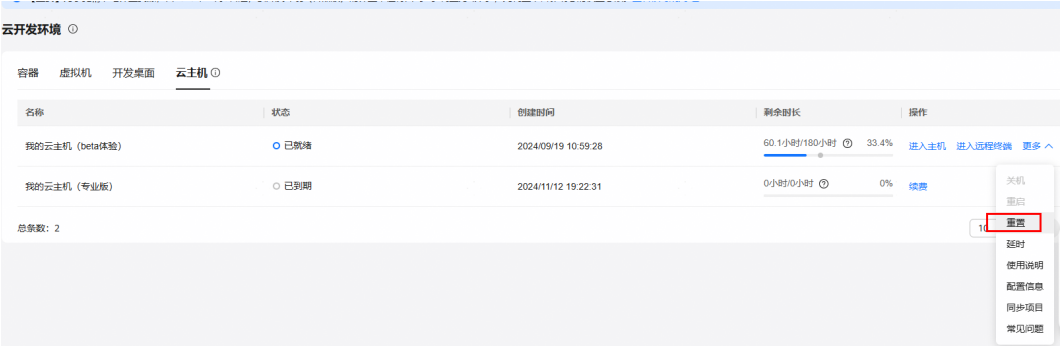 云开发环境
容器 虚拟机 开发桌面 云主机
名称 状态 创建时间 剩余时长 操作
我的云主机（beta体验） 已就绪 2024/09/19 10:59:28 60.1小时/180小时 33.4% 进入主机 进入远程终端 更多
我的云主机（专业版） 已到期 2024/11/12 19:22:31 0小时/0小时 0% 续费
总条数：2 10
关机
重启
重置
延时
使用说明
配置信息
同步项目
常见问题